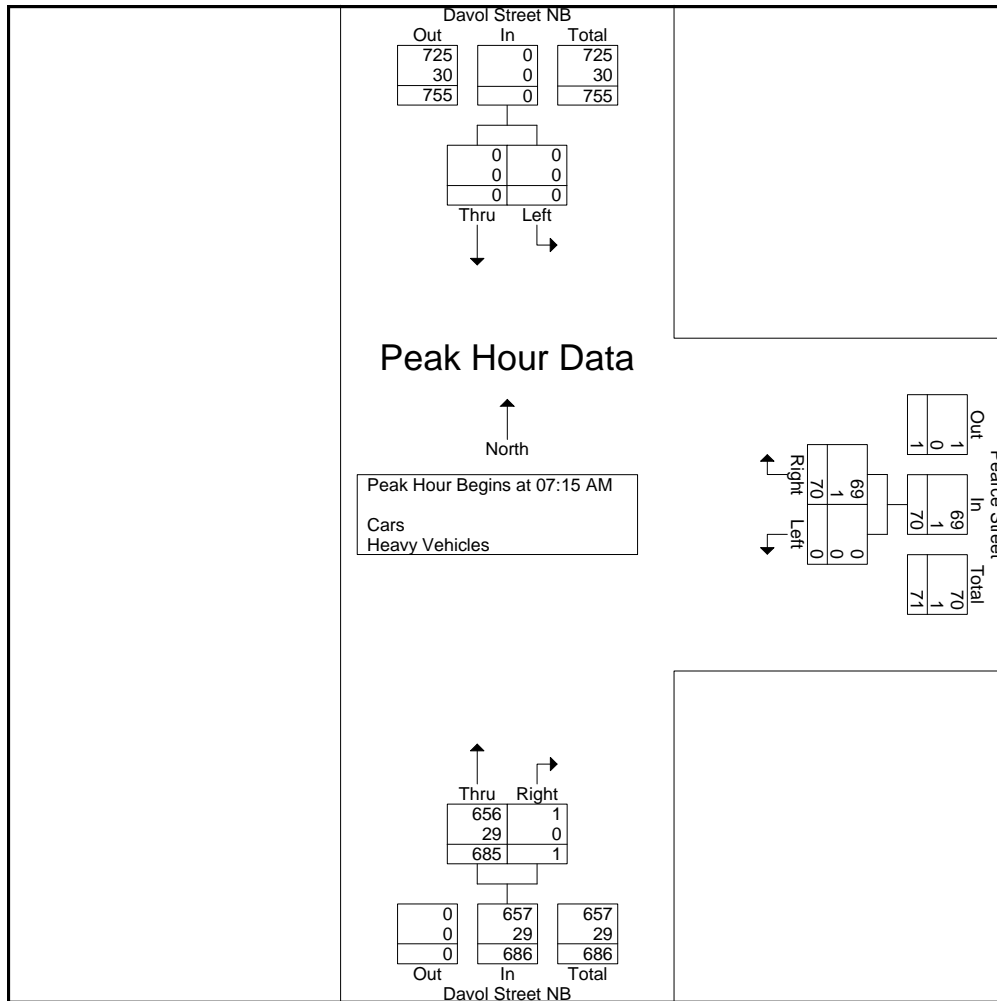 Davol Street NB
Out In Total
725 0 725
30 0 30
755 0 755
0 0
0 0
0 0
Thru Left
Peak Hour Data
North
Peak Hour Begins at 07:15 AM
Cars
Heavy Vehicles
Right Left
69 0
1 0
70 0
Out In Total
1 69 70
0 1 1
1 70 71
Pearce Street
Thru Right
656 1
29 0
685 1
0 657 657
0 29 29
0 686 686
Out In Total
Davol Street NB